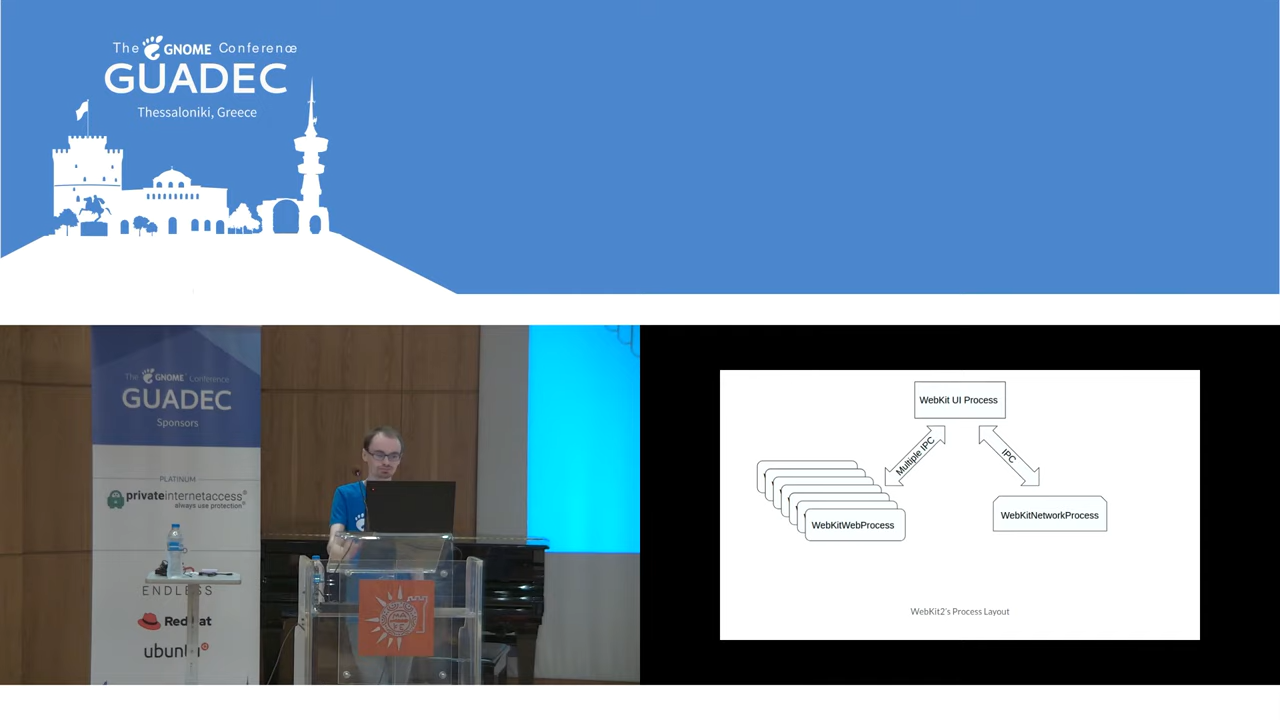 The GNOME Conference
GUADEC
Thessaloniki, Greece
The GNOME Conference
GUADEC
Sponsors
PLATINUM
privateinternetaccess®
always use protection®
ENDLESS
Red at
ubuntu
WebKit UI Process
Multiple IPC
IPC
WebKitWebProcess
WebKitNetworkProcess
WebKit2's Process Layout